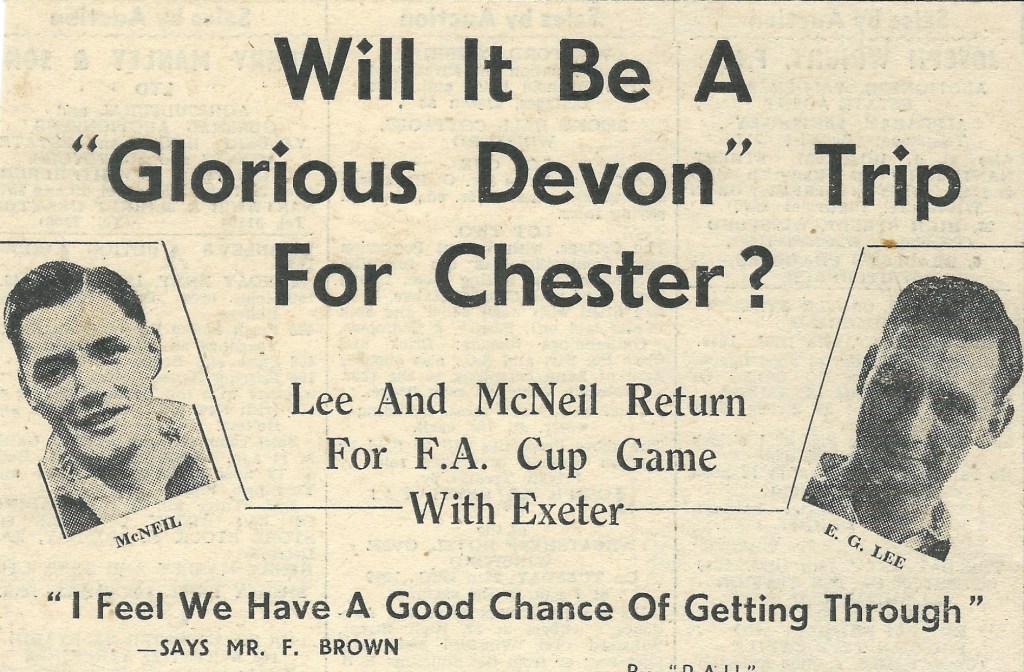 Will It Be A
“Glorious Devon” Trip
For Chester?
Lee And McNeil Return
For F.A. Cup Game
With Exeter
McNEIL
E. G. LEE
“I Feel We Have A Good Chance Of Getting Through”
—SAYS MR. F. BROWN